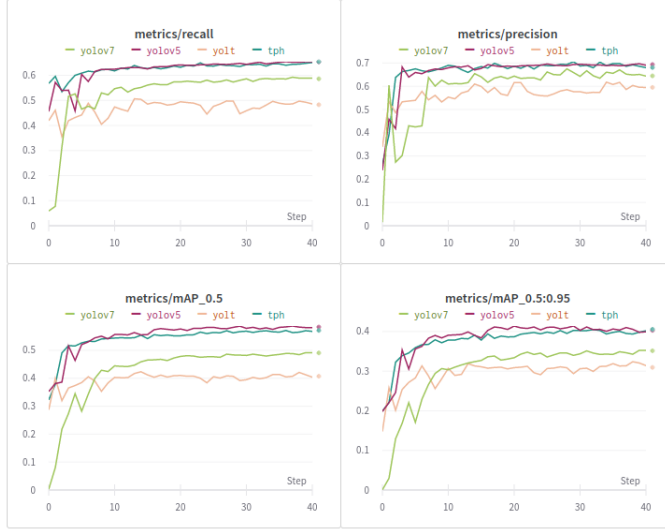 metrics/recall
yolov7 yolov5 yolt tph
0.6
0.5
0.4
0.3
0.2
0.1
0
Step
0 10 20 30 40
metrics/precision
yolov7 yolov5 yolt tph
0.7
0.6
0.5
0.4
0.3
0.2
0.1
0
Step
0 10 20 30 40
metrics/mAP_0.5
yolov7 yolov5 yolt tph
0.5
0.4
0.3
0.2
0.1
0
Step
0 10 20 30 40
metrics/mAP_0.5:0.95
yolov7 yolov5 yolt tph
0.4
0.3
0.2
0.1
0
Step
0 10 20 30 40